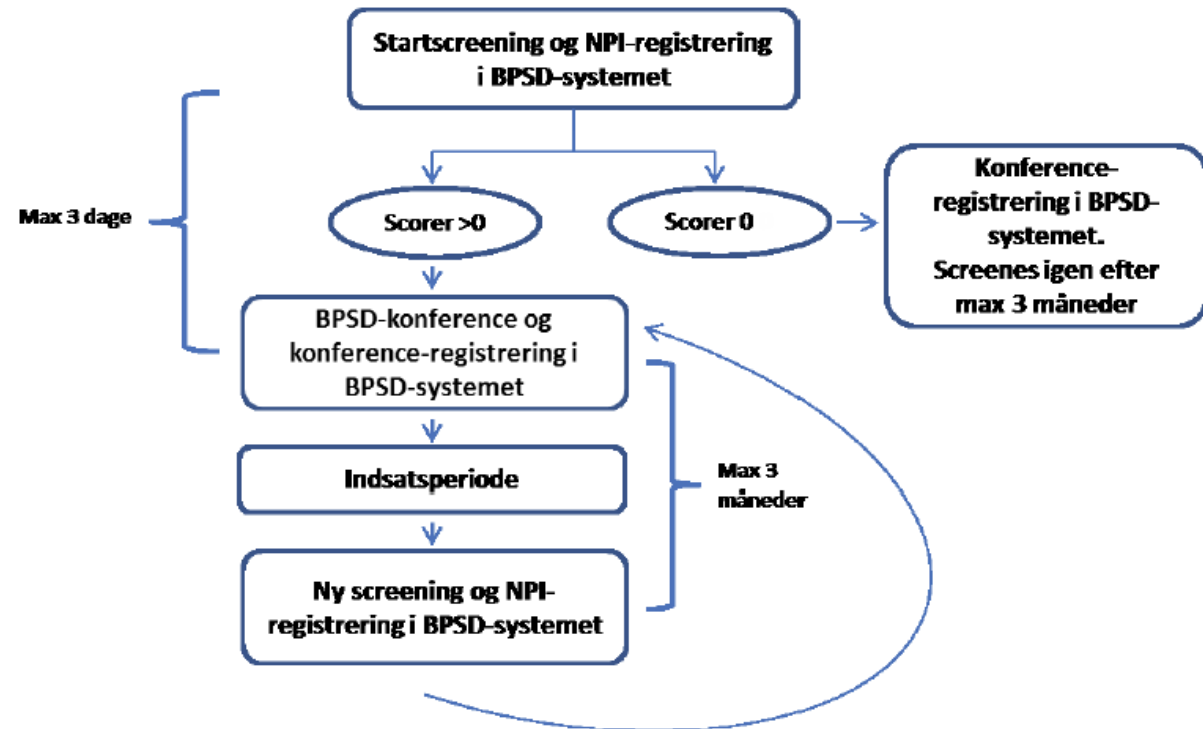 Startscreening og NPI-registrering
i BPSD-systemet
Max 3 dage
Scorer >0
Scorer 0
Konference-
registrering i BPSD-
systemet.
Screenes igen efter
max 3 måneder
BPSD-konference og
konference-registrering i
BPSD-systemet
Indsatsperiode
Max 3
måneder
Ny screening og NPI-
registrering i BPSD-systemet